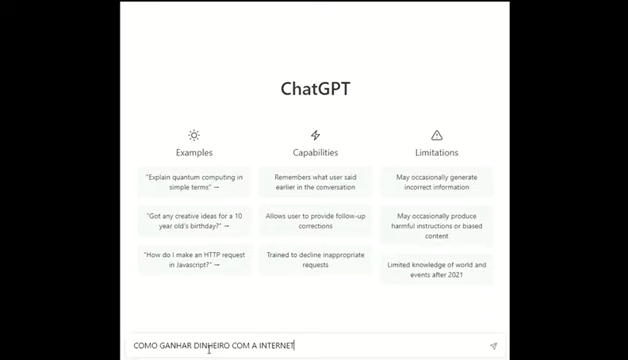 ChatGPT
Examples
"Explain quantum computing in
simple terms" →
"Got any creative ideas for a 10
year old's birthday?" →
"How do I make an HTTP request
in Javascript?" →
Capabilities
Remembers what user said
earlier in the conversation
Allows user to provide follow-up
corrections
Trained to decline inappropriate
requests
Limitations
May occasionally generate
incorrect information
May occasionally produce
harmful instructions or biased
content
Limited knowledge of world and
events after 2021
COMO GANHAR DINHEIRO COM A INTERNET